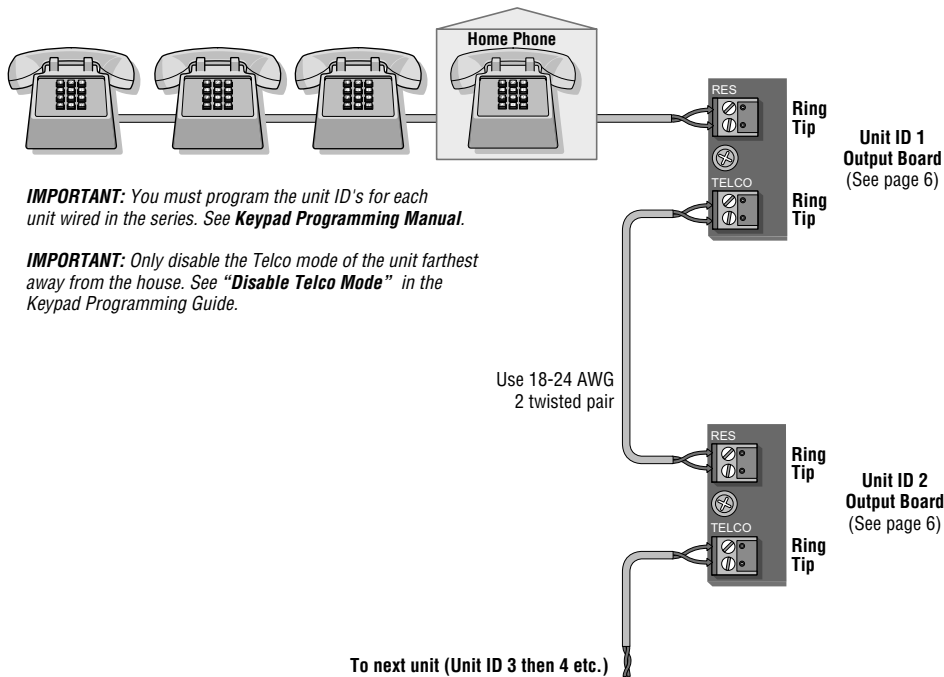 Home Phone
RES
Ring
Tip
Unit ID 1
Output Board
(See page 6)
TELCO
Ring
Tip
IMPORTANT: You must program the unit ID's for each
unit wired in the series. See Keypad Programming Manual.
IMPORTANT: Only disable the Telco mode of the unit farthest
away from the house. See “Disable Telco Mode” in the
Keypad Programming Guide.
Use 18-24 AWG
2 twisted pair
RES
Ring
Tip
Unit ID 2
Output Board
(See page 6)
TELCO
Ring
Tip
To next unit (Unit ID 3 then 4 etc.)